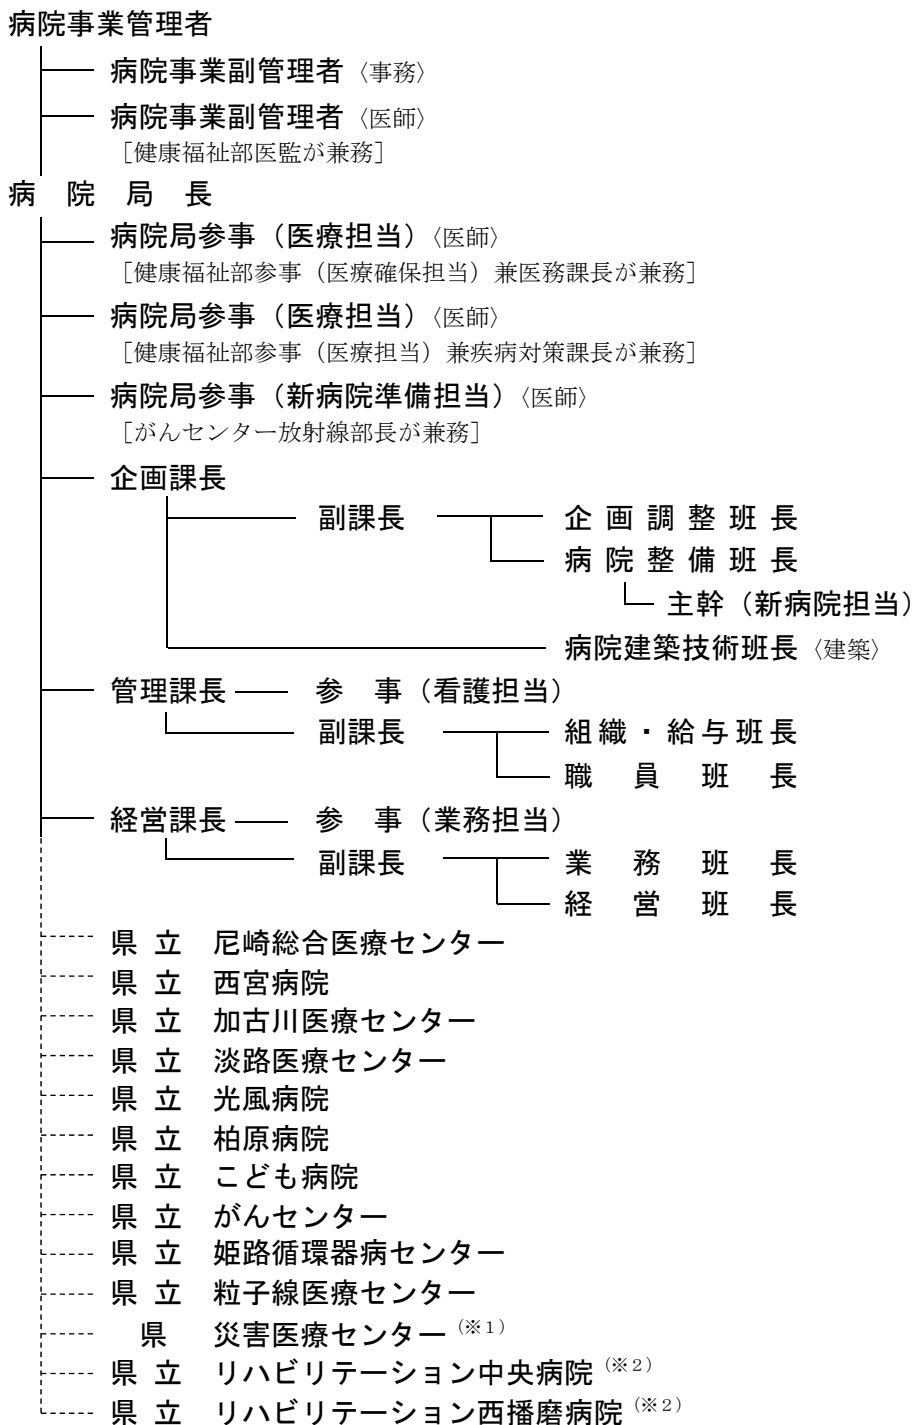 病院事業管理者
病院事業副管理者〈事務〉
病院事業副管理者〈医師〉
［健康福祉部医監が兼務］
病院局長
病院局参事（医療担当）〈医師〉
［健康福祉部参事（医療確保担当）兼医務課長が兼務］
病院局参事（医療担当）〈医師〉
［健康福祉部参事（医療担当）兼疾病対策課長が兼務］
病院局参事（新病院準備担当）〈医師〉
［がんセンター放射線部長が兼務］
企画課長
副課長 企画調整班長
病院整備班長
主幹（新病院担当）
病院建築技術班長〈建築〉
管理課長 参事（看護担当）
副課長 組織・給与班長
職員班長
経営課長 参事（業務担当）
副課長 業務班長
経営班長
県立 尼崎総合医療センター
県立 西宮病院
県立 加古川医療センター
県立 淡路医療センター
県立 光風病院
県立 柏原病院
県立 こども病院
県立 がんセンター
県立 姫路循環器病センター
県立 粒子線医療センター
県 災害医療センター（※１）
県立 リハビリテーション中央病院（※２）
県立 リハビリテーション西播磨病院（※２）